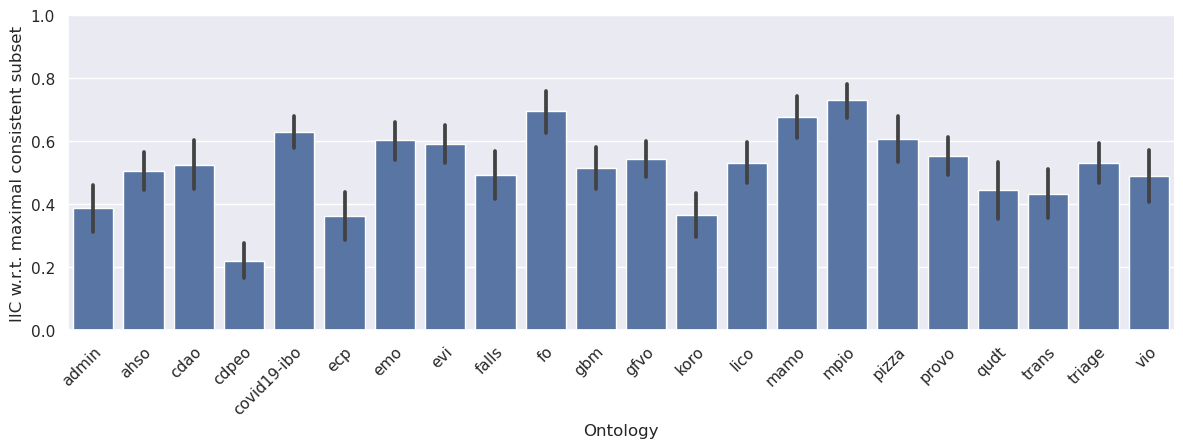 IIC w.r.t. maximal consistent subset
1.0
0.8
0.6
0.4
0.2
0.0
admin
ahso
cdao
cdpeo
covid19-ibo
ecp
emo
evi
falls
fo
gbm
gfvo
koro
lico
mamo
mpio
pizza
provo
qudt
trans
triage
vio
Ontology